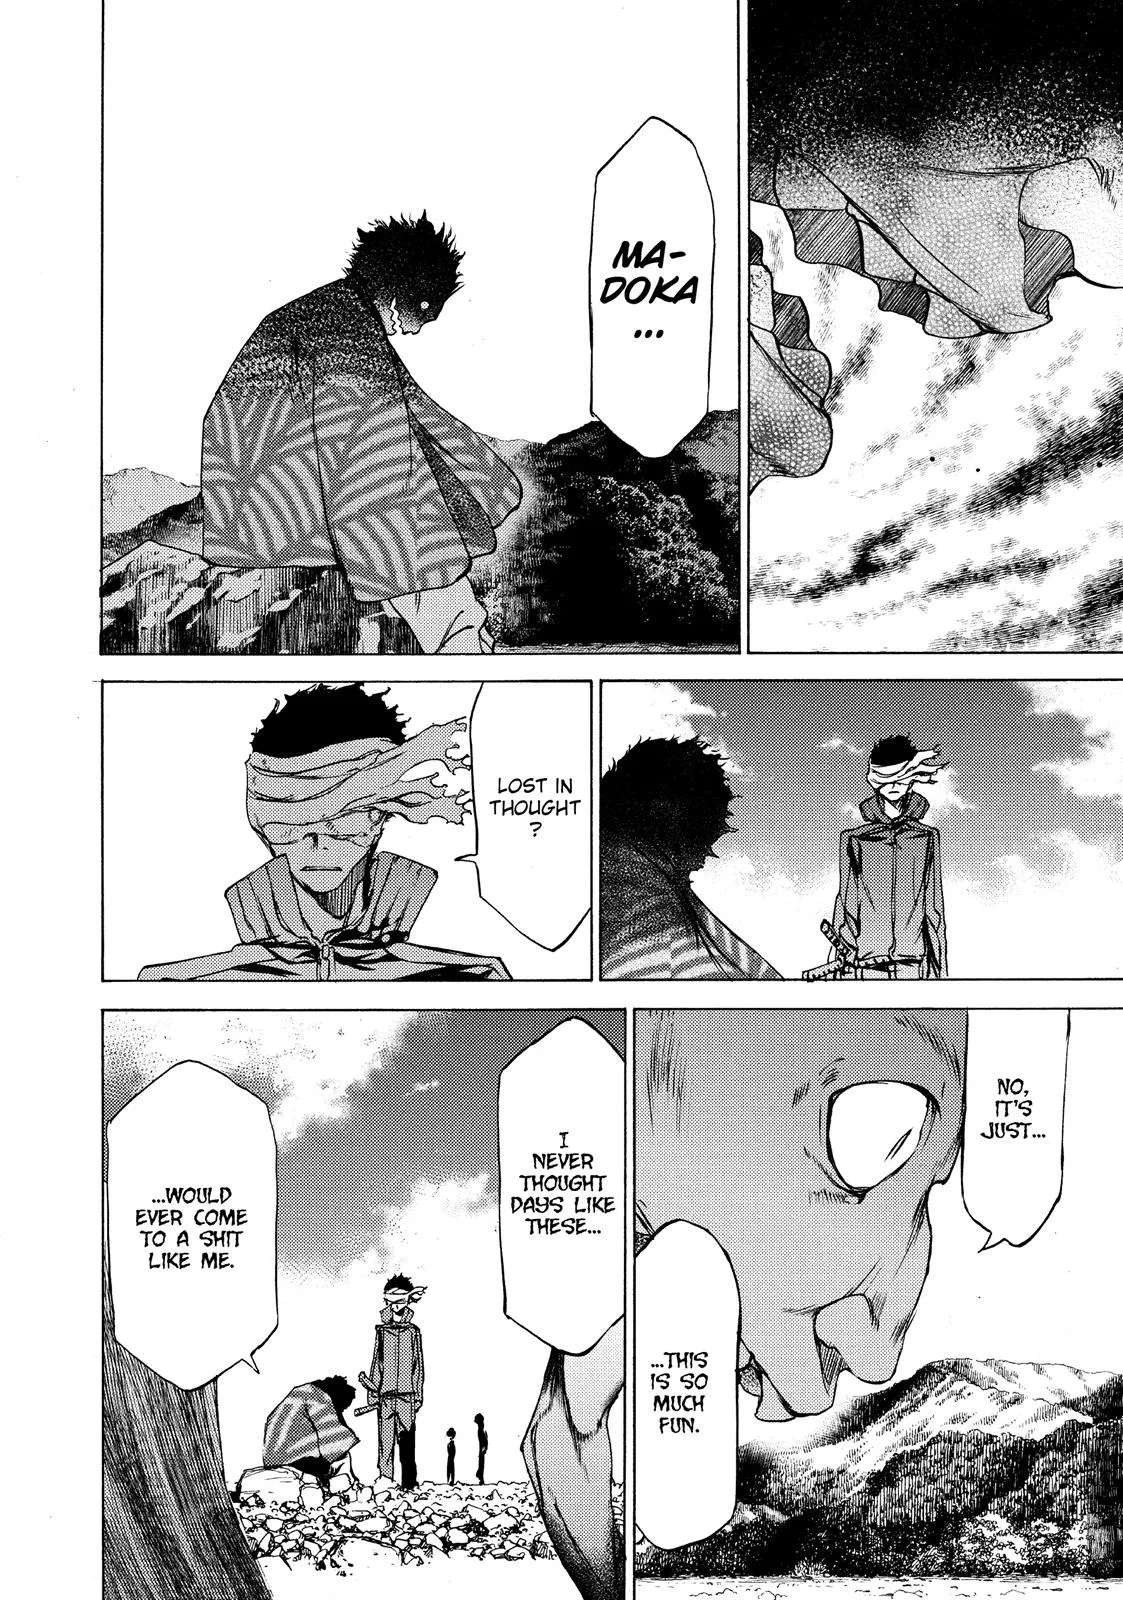 MA-
DOKA
...
LOST IN
THOUGHT
?
NO,
IT'S
JUST...
...THIS
IS SO
MUCH
FUN.
I
NEVER
THOUGHT
DAYS LIKE
THESE...
...WOULD
EVER COME
TO A SHIT
LIKE ME.